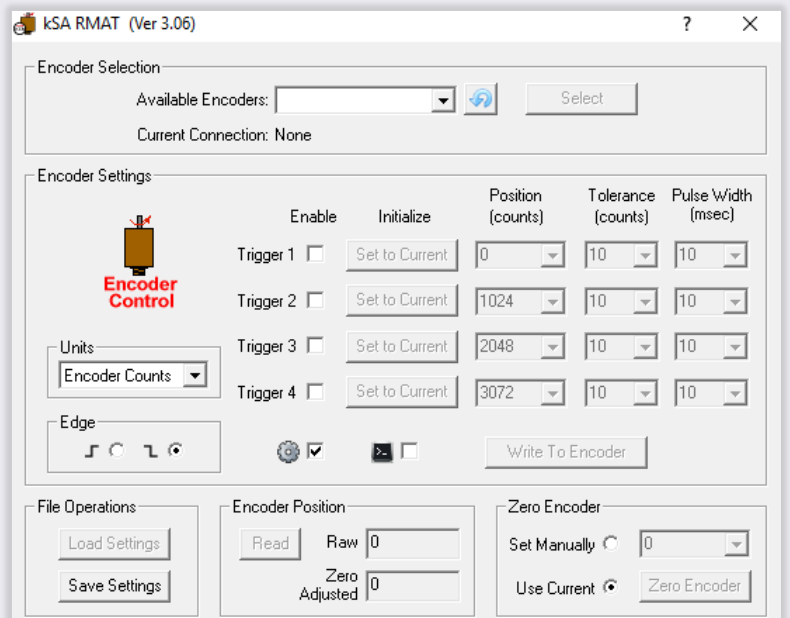 kSA RMAT (Ver 3.06)
?
Encoder Selection
Available Encoders:
Select
Current Connection: None
Encoder Settings
Enable Initialize Position (counts) Tolerance (counts) Pulse Width (msec)
Encoder Control
Trigger 1 Set to Current 0 10 10
Trigger 2 Set to Current 1024 10 10
Trigger 3 Set to Current 2048 10 10
Trigger 4 Set to Current 3072 10 10
Units
Encoder Counts
Edge
Write To Encoder
File Operations
Load Settings
Save Settings
Encoder Position
Read Raw 0
Zero Adjusted 0
Zero Encoder
Set Manually 0
Use Current Zero Encoder